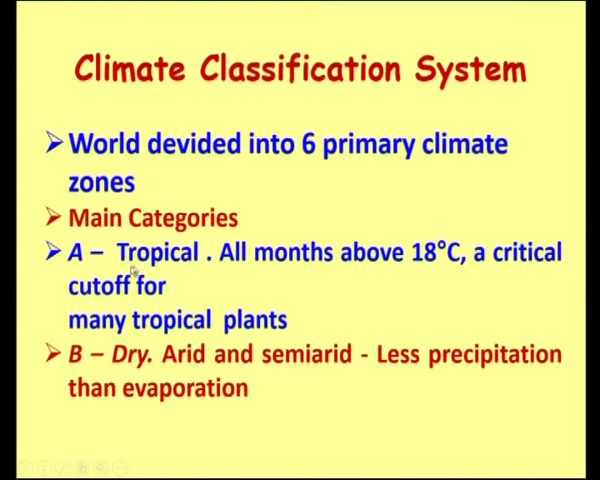 Climate Classification System
World devided into 6 primary climate
zones
Main Categories
A – Tropical . All months above 18°C, a critical
cutoff for
many tropical plants
B – Dry. Arid and semiarid - Less precipitation
than evaporation